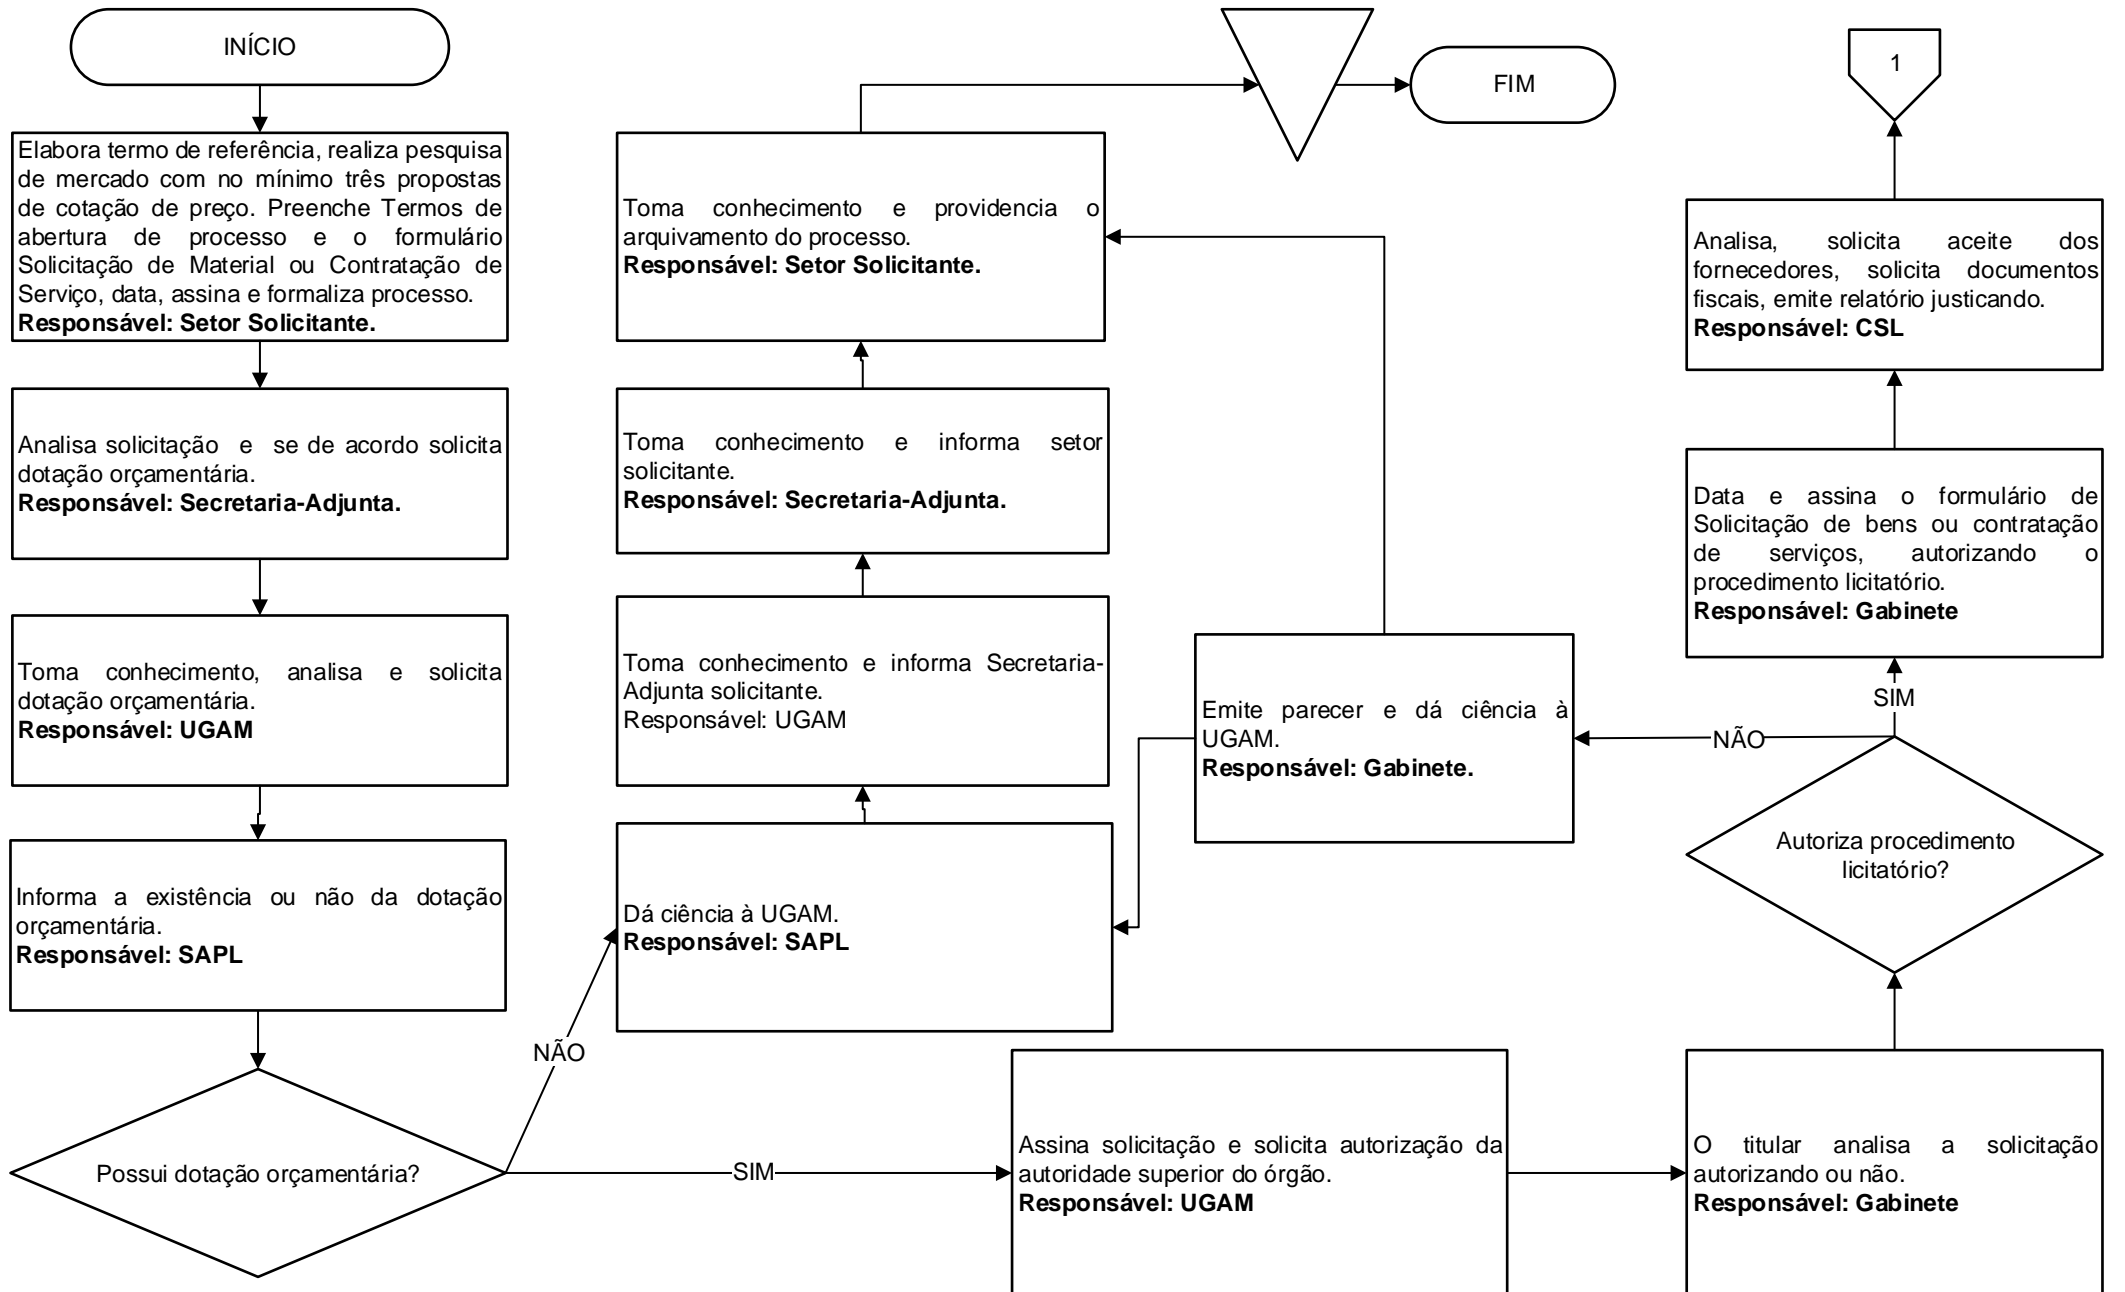 INÍCIO
Elabora termo de referência, realiza pesquisa
de mercado com no mínimo três propostas
de cotação de preço. Preenche Termos de
abertura de processo e o formulário
Solicitação de Material ou Contratação de
Serviço, data, assina e formaliza processo.
Responsável: Setor Solicitante.
Analisa solicitação e se de acordo solicita
dotação orçamentária.
Responsável: Secretaria-Adjunta.
Toma conhecimento, analisa e solicita
dotação orçamentária.
Responsável: UGAM
Informa a existência ou não da dotação
orçamentária.
Responsável: SAPL
Possui dotação orçamentária?
NÃO
SIM
Dá ciência à UGAM.
Responsável: SAPL
Toma conhecimento e informa Secretaria-
Adjunta solicitante.
Responsável: UGAM
Toma conhecimento e informa setor
solicitante.
Responsável: Secretaria-Adjunta.
Toma conhecimento e providencia o
arquivamento do processo.
Responsável: Setor Solicitante.
FIM
Assina solicitação e solicita autorização da
autoridade superior do órgão.
Responsável: UGAM
O titular analisa a solicitação
autorizando ou não.
Responsável: Gabinete
Autoriza procedimento
licitatório?
NÃO
Emite parecer e dá ciência à
UGAM.
Responsável: Gabinete.
SIM
Data e assina o formulário de
Solicitação de bens ou contratação
de serviços, autorizando o
procedimento licitatório.
Responsável: Gabinete
Analisa, solicita aceite dos
fornecedores, solicita documentos
fiscais, emite relatório justicando.
Responsável: CSL
1